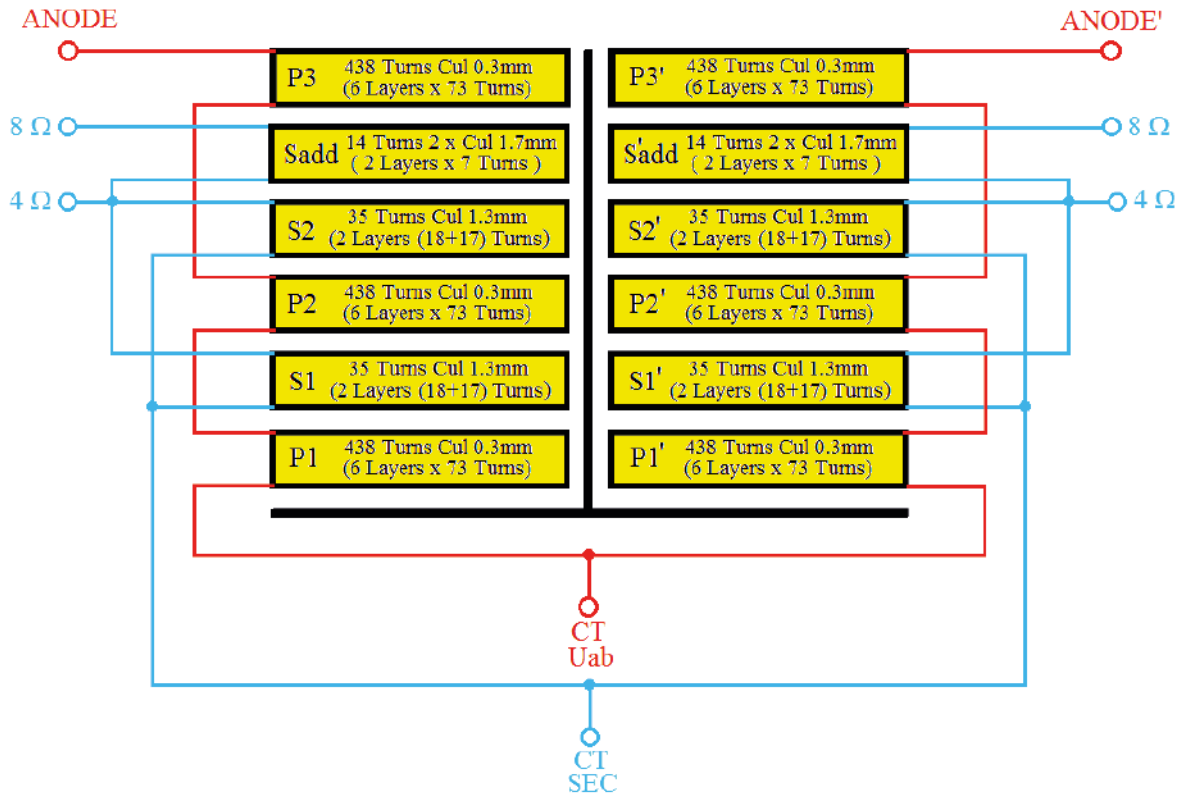 ANODE
ANODE'
P3
438 Turns Cul 0.3mm
(6 Layers x 73 Turns)
P3'
438 Turns Cul 0.3mm
(6 Layers x 73 Turns)
8 Ω
Sadd
14 Turns 2 x Cul 1.7mm
( 2 Layers x 7 Turns )
S'add
14 Turns 2 x Cul 1.7mm
( 2 Layers x 7 Turns )
8 Ω
4 Ω
S2
35 Turns Cul 1.3mm
(2 Layers (18+17) Turns)
S2'
35 Turns Cul 1.3mm
(2 Layers (18+17) Turns)
4 Ω
P2
438 Turns Cul 0.3mm
(6 Layers x 73 Turns)
P2'
438 Turns Cul 0.3mm
(6 Layers x 73 Turns)
S1
35 Turns Cul 1.3mm
(2 Layers (18+17) Turns)
S1'
35 Turns Cul 1.3mm
(2 Layers (18+17) Turns)
P1
438 Turns Cul 0.3mm
(6 Layers x 73 Turns)
P1'
438 Turns Cul 0.3mm
(6 Layers x 73 Turns)
CT
Uab
CT
SEC